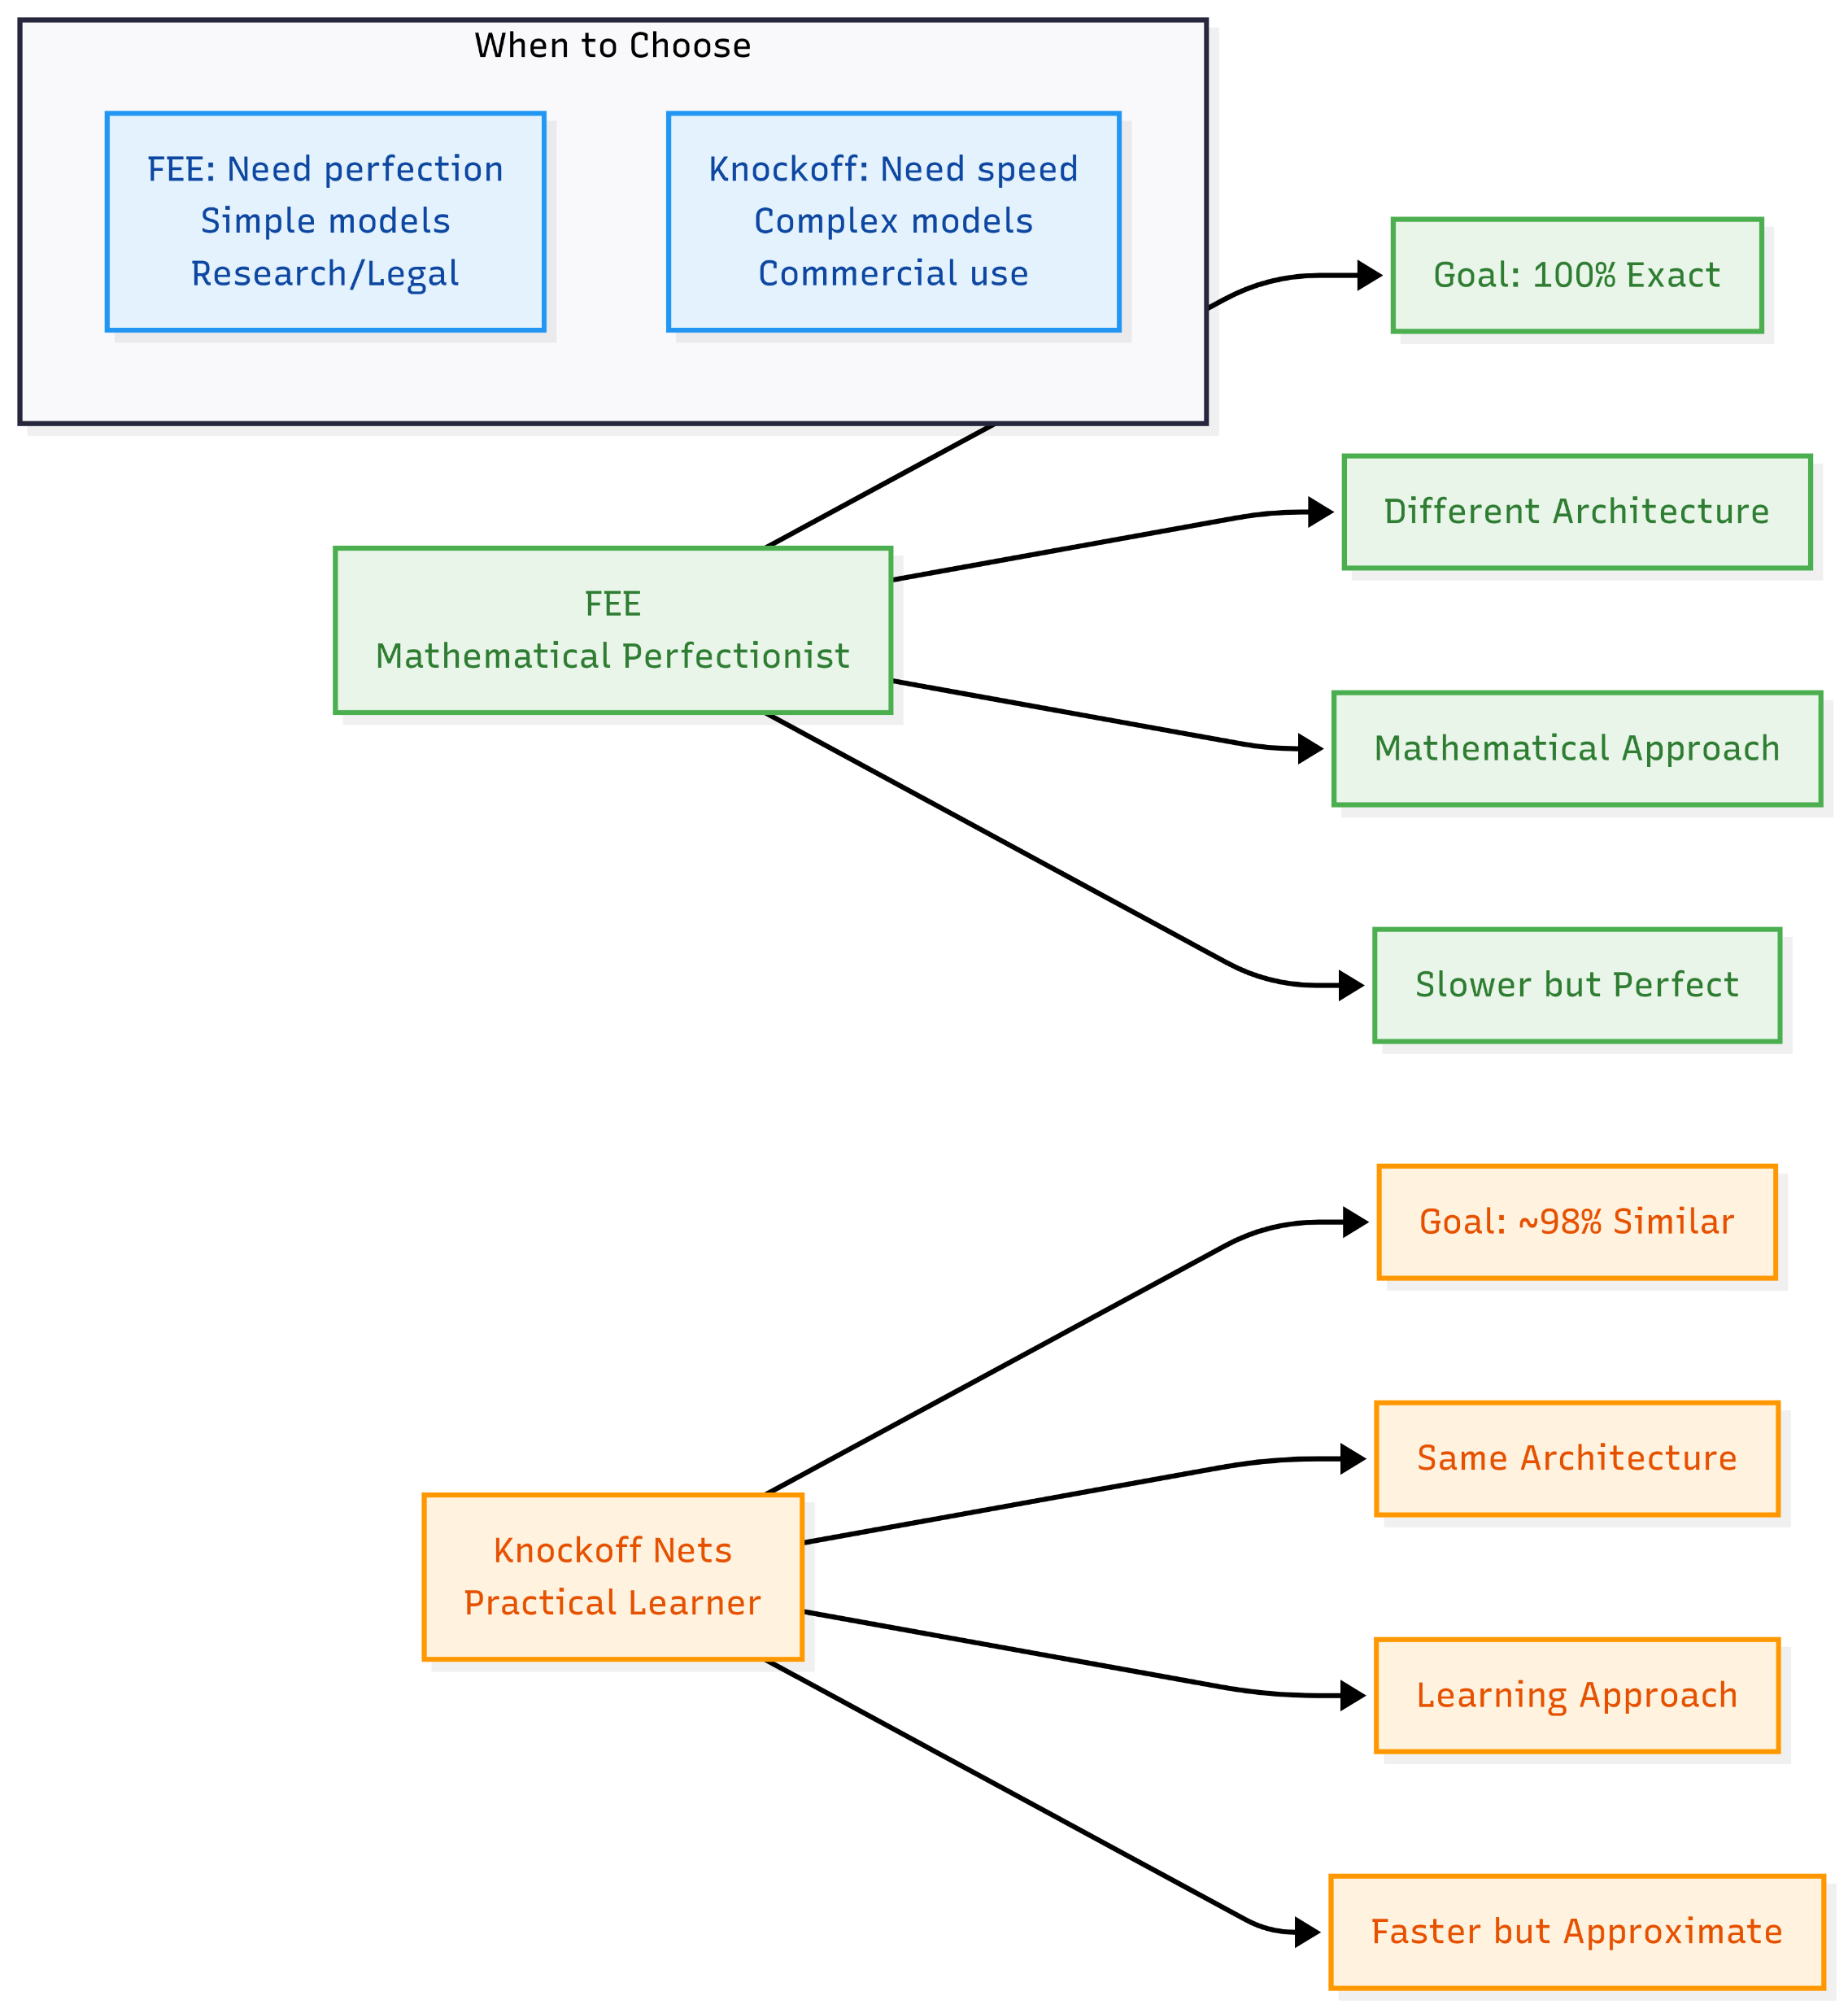 When to Choose
FEE: Need perfection
Simple models
Research/Legal
Knockoff: Need speed
Complex models
Commercial use
Goal: 100% Exact
Different Architecture
FEE
Mathematical Perfectionist
Mathematical Approach
Slower but Perfect
Goal: ~98% Similar
Same Architecture
Knockoff Nets
Practical Learner
Learning Approach
Faster but Approximate